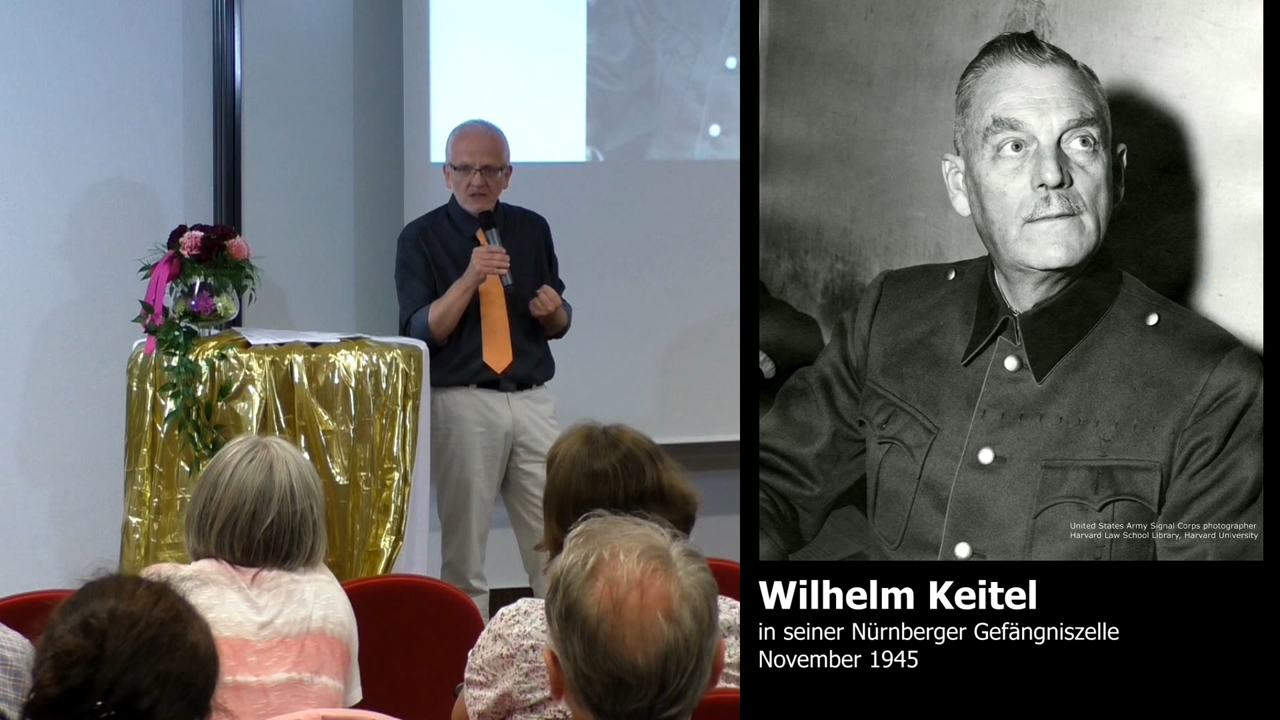 United States Army Signal Corps photographer
Harvard Law School Library, Harvard University
Wilhelm Keitel
in seiner Nürnberger Gefängniszelle
November 1945